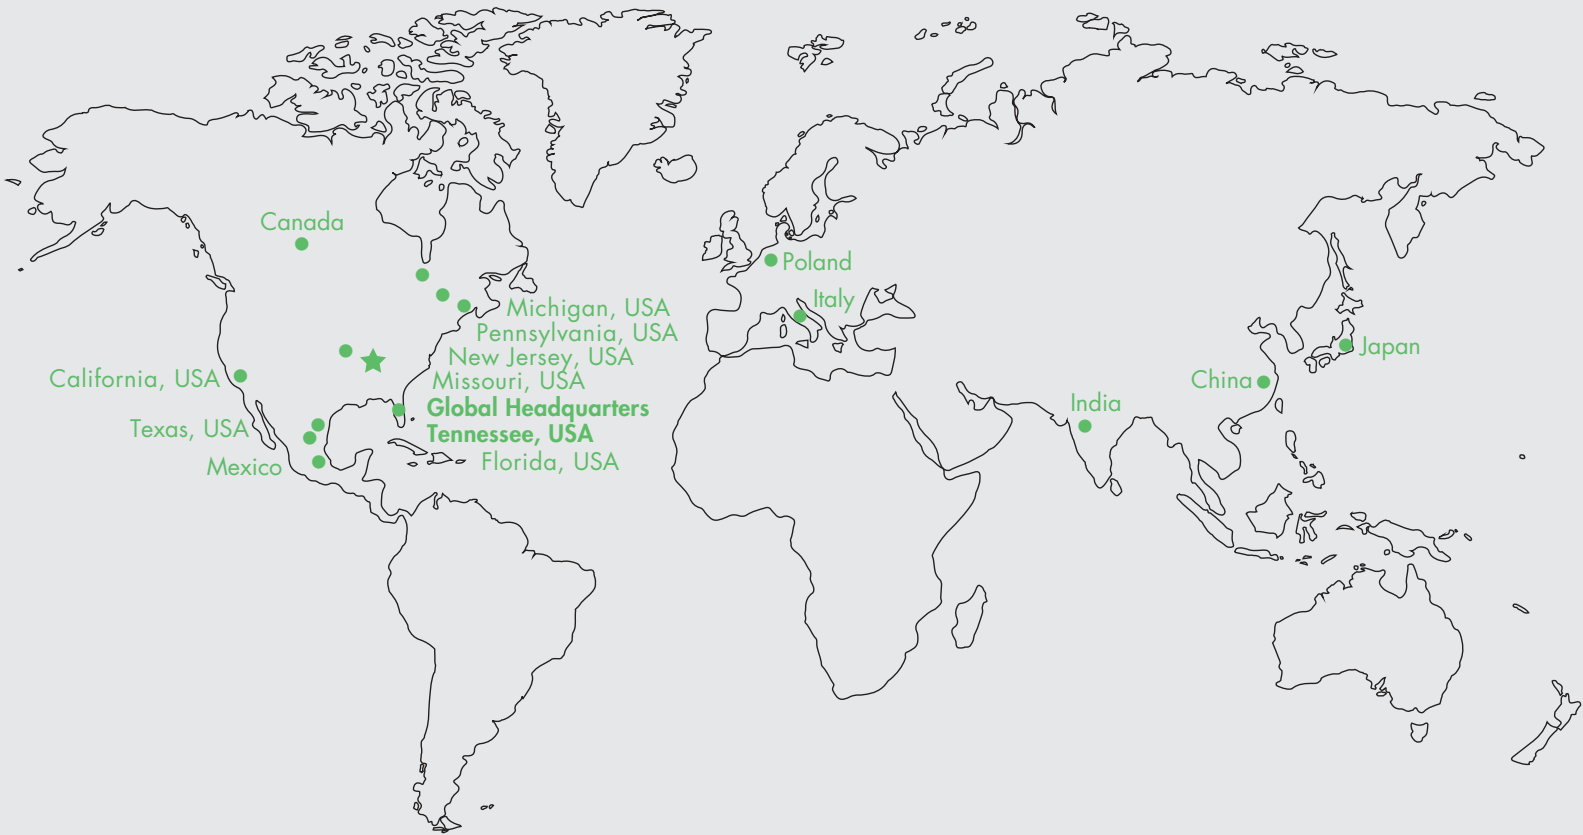 Canada
Poland
Italy
Michigan, USA
Pennsylvania, USA
New Jersey, USA
Missouri, USA
Global Headquarters
Tennessee, USA
Florida, USA
California, USA
Texas, USA
Mexico
Japan
China
India